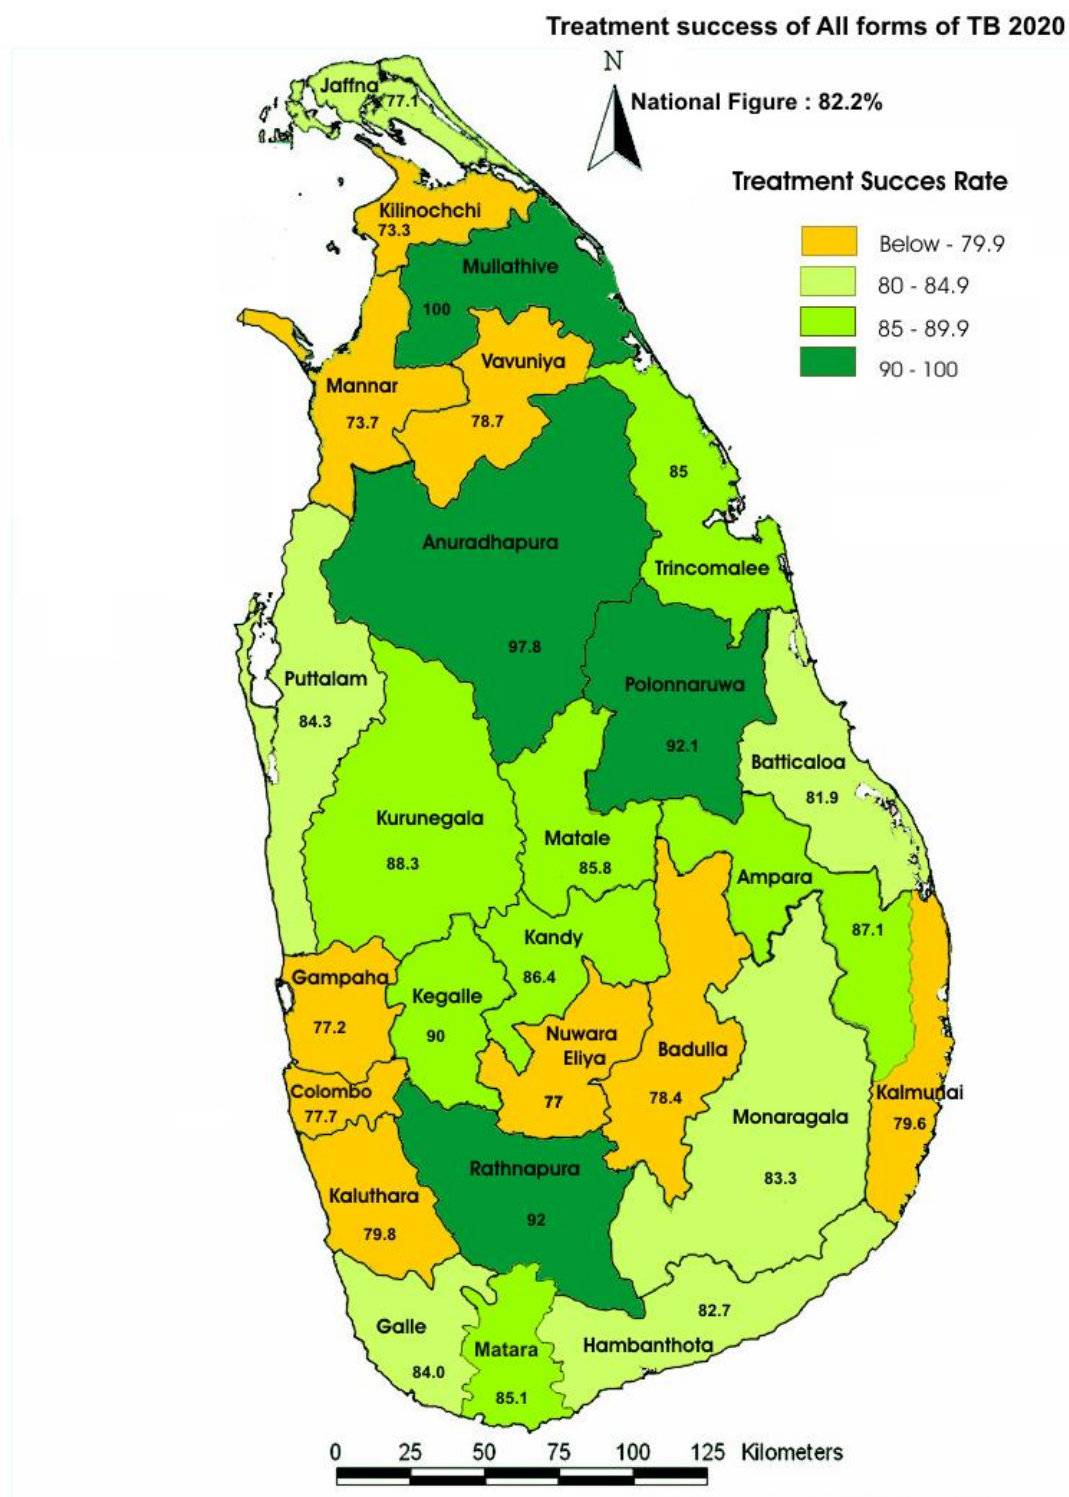 Treatment success of All forms of TB 2020
N
National Figure : 82.2%
Treatment Succes Rate
Below - 79.9
80 - 84.9
85 - 89.9
90 - 100
Jaffna
77.1
Kilinochchi
73.3
Mullathive
100
Vavuniya
78.7
Mannar
73.7
85
Trincomalee
Anuradhapura
97.8
Puttalam
84.3
Polonnaruwa
92.1
Batticaloa
81.9
Kurunegala
88.3
Matale
85.8
Ampara
87.1
Kandy
86.4
Gampaha
77.2
Kegalle
90
Nuwara
Eliya
77
Badulla
78.4
Colombo
77.7
Kalmunai
79.6
Monaragala
83.3
Rathnapura
92
Kaluthara
79.8
Galle
84.0
Matara
85.1
82.7
Hambanthota
0 25 50 75 100 125 Kilometers